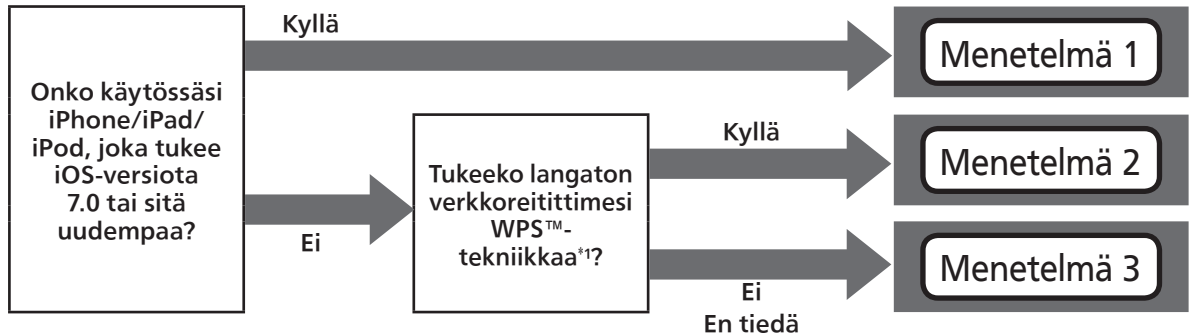 Onko käytössäsi
iPhone/iPad/
iPod, joka tukee
iOS-versiota
7.0 tai sitä
uudempaa?
Kyllä
Menetelmä 1
Ei
Tukeeko langaton
verkkoreitittimesi
WPS™-
tekniikkaa*1?
Kyllä
Menetelmä 2
Ei
En tiedä
Menetelmä 3